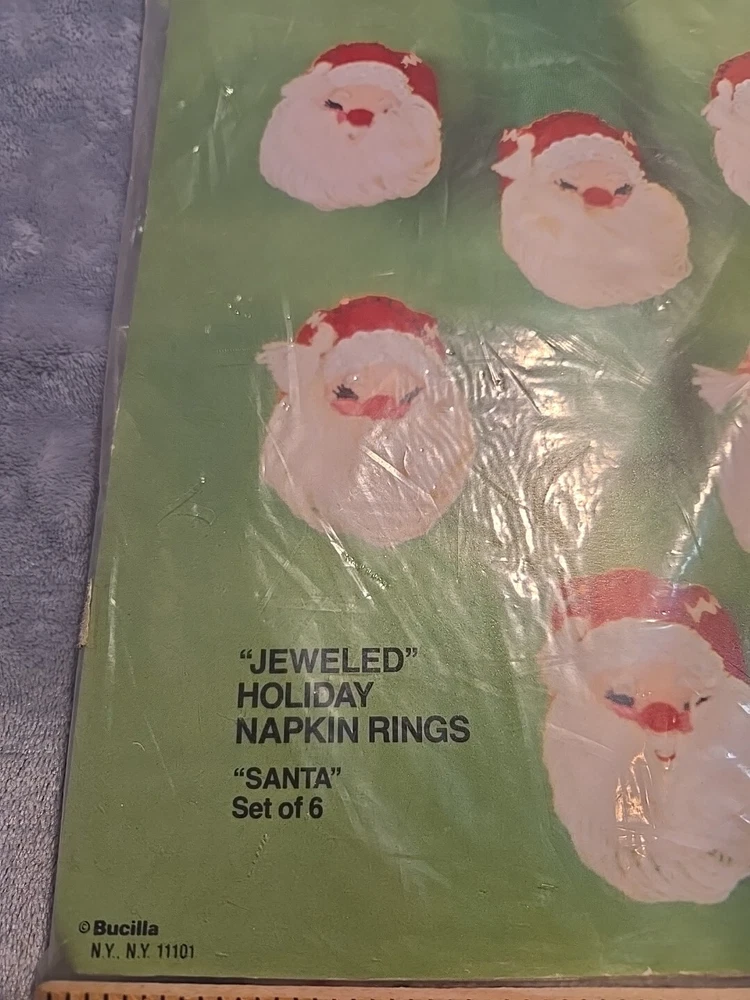 “JEWELED”
HOLIDAY
NAPKIN RINGS
“SANTA”
Set of 6
©Bucilla
N.Y., N.Y. 11101